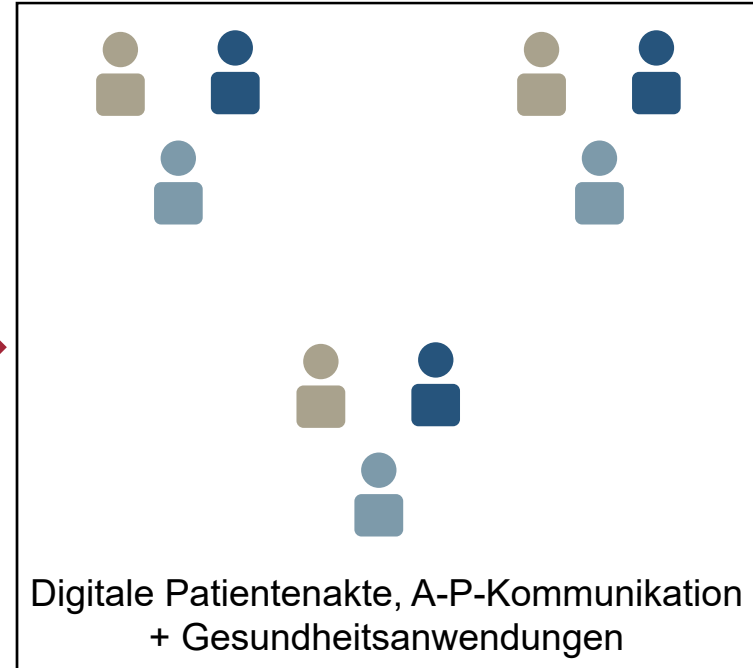 Digitale Patientenakte, A-P-Kommunikation
+ Gesundheitsanwendungen